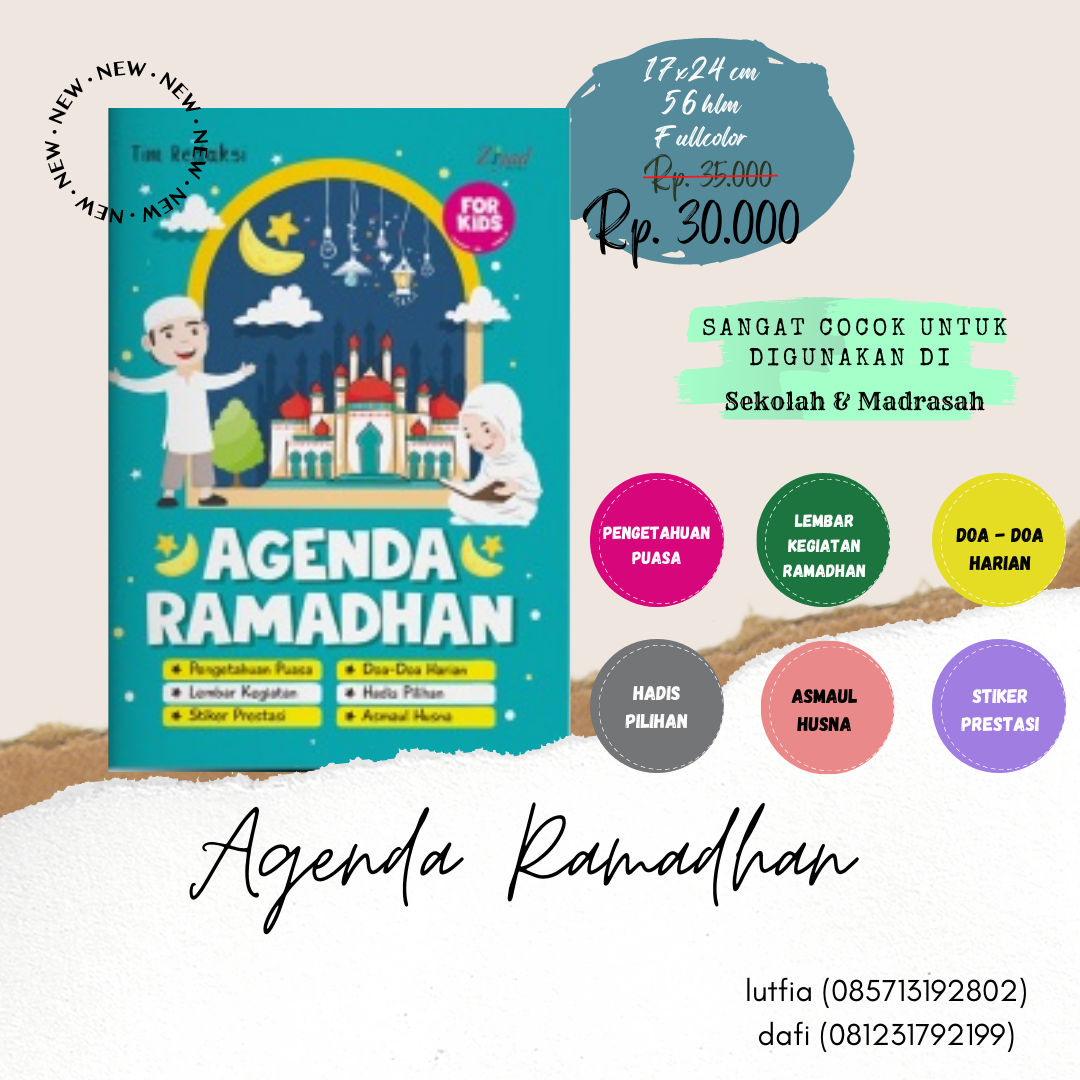 NEW • NEW • NEW • NEW • NEW • NEW • NEW •
Tim Redaksi
FOR
KIDS
AGENDA
RAMADHAN
Pengetahuan Puasa
Doa-Doa Harian
Lembar Kegiatan
Hadis Pilihan
Stiker Prestasi
Asmaul Husna
17x24 cm
56 hlm
Fullcolor
Rp. 35.000
Rp. 30.000
SANGAT COCOK UNTUK
DIGUNAKAN DI
Sekolah & Madrasah
PENGETAHUAN
PUASA
LEMBAR
KEGIATAN
RAMADHAN
DOA - DOA
HARIAN
HADIS
PILIHAN
ASMAUL
HUSNA
STIKER
PRESTASI
Agenda Ramadhan
lutfia (085713192802)
dafi (081231792199)